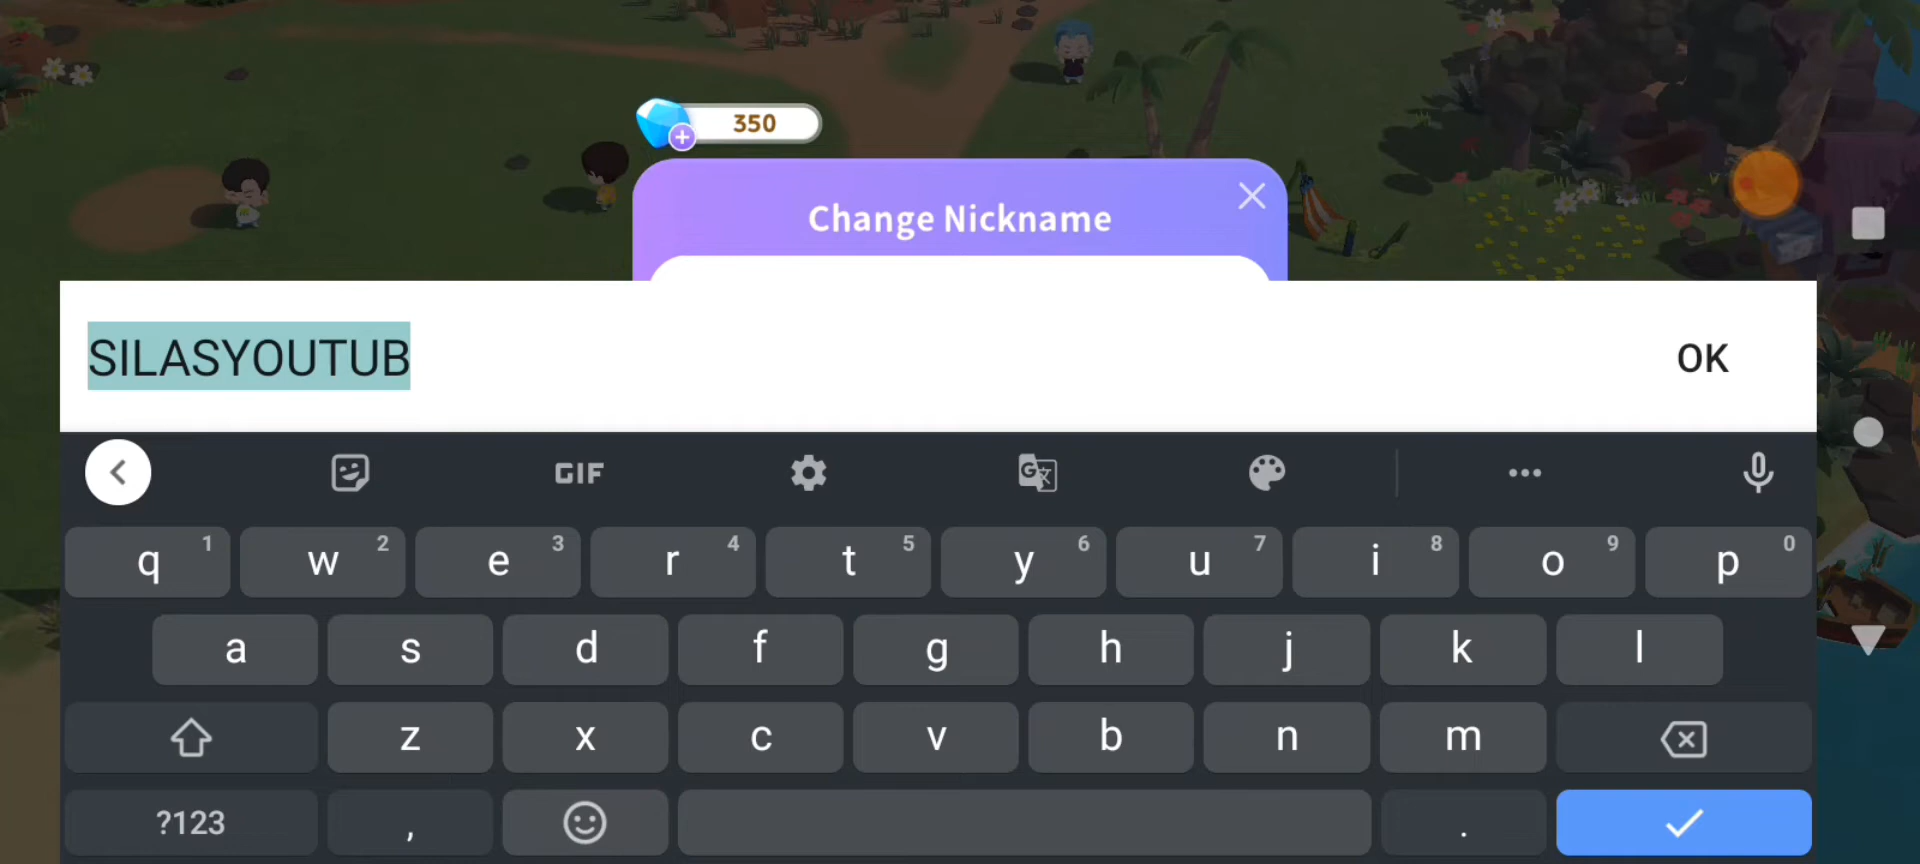 350
Change Nickname
SILASYOUTUB
OK
GIF
G
q 1 w 2 e 3 r 4 t 5 y 6 u 7 i 8 o 9 p 0
a s d f g h j k l
z x c v b n m
?123 , .